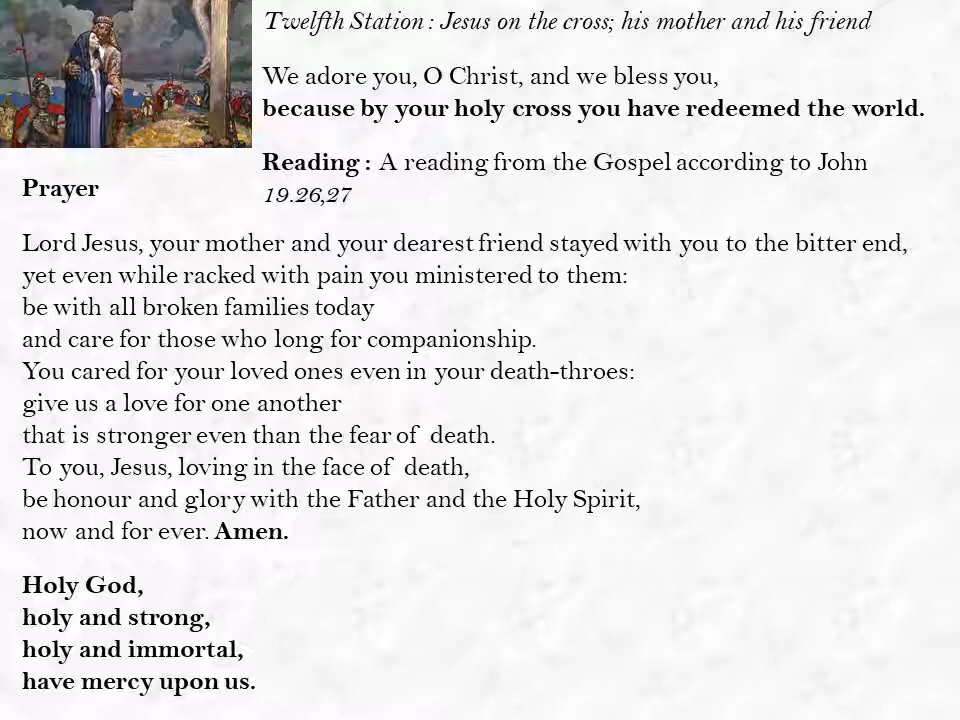 Twelfth Station : Jesus on the cross; his mother and his friend
We adore you, O Christ, and we bless you,
because by your holy cross you have redeemed the world.
Reading : A reading from the Gospel according to John
19.26,27
Prayer
Lord Jesus, your mother and your dearest friend stayed with you to the bitter end,
yet even while racked with pain you ministered to them:
be with all broken families today
and care for those who long for companionship.
You cared for your loved ones even in your death-throes:
give us a love for one another
that is stronger even than the fear of death.
To you, Jesus, loving in the face of death,
be honour and glory with the Father and the Holy Spirit,
now and for ever. Amen.
Holy God,
holy and strong,
holy and immortal,
have mercy upon us.